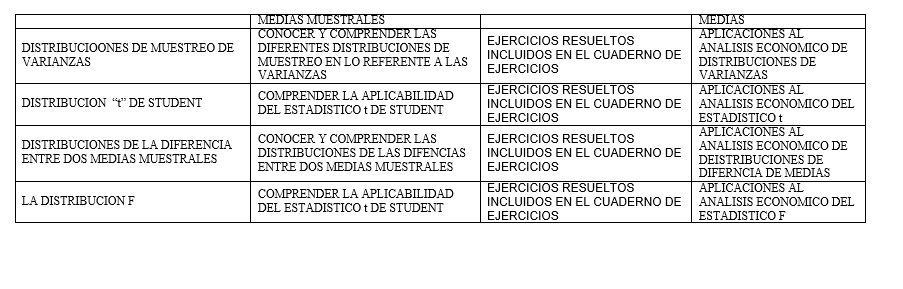 MEDIAS MUESTRALES
MEDIAS
DISTRIBUCIOONES DE MUESTREO DE
VARIANZAS
CONOCER Y COMPRENDER LAS
DIFERENTES DISTRIBUCIONES DE
MUESTREO EN LO REFERENTE A LAS
VARIANZAS
EJERCICIOS RESUELTOS
INCLUIDOS EN EL CUADERNO DE
EJERCICIOS
APLICACIONES AL
ANALISIS ECONOMICO DE
DISTRIBUCIONES DE
VARIANZAS
DISTRIBUCION “t” DE STUDENT
COMPRENDER LA APLICABILIDAD
DEL ESTADISTICO t DE STUDENT
EJERCICIOS RESUELTOS
INCLUIDOS EN EL CUADERNO DE
EJERCICIOS
APLICACIONES AL
ANALISIS ECONOMICO DEL
ESTADISTICO t
DISTRIBUCIONES DE LA DIFERENCIA
ENTRE DOS MEDIAS MUESTRALES
CONOCER Y COMPRENDER LAS
DISTRIBUCIONES DE LAS DIFENCIAS
ENTRE DOS MEDIAS MUESTRALES
EJERCICIOS RESUELTOS
INCLUIDOS EN EL CUADERNO DE
EJERCICIOS
APLICACIONES AL
ANALISIS ECONOMICO DE
DEISTRIBUCIONES DE
DIFERNCIA DE MEDIAS
LA DISTRIBUCION F
COMPRENDER LA APLICABILIDAD
DEL ESTADISTICO t DE STUDENT
EJERCICIOS RESUELTOS
INCLUIDOS EN EL CUADERNO DE
EJERCICIOS
APLICACIONES AL
ANALISIS ECONOMICO DEL
ESTADISTICO F